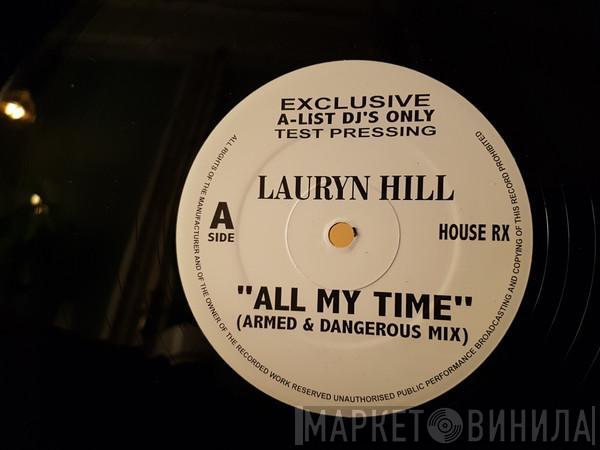 EXCLUSIVE
A-LIST DJ'S ONLY
TEST PRESSING
LAURYN HILL
A
SIDE
HOUSE RX
"ALL MY TIME"
(ARMED & DANGEROUS MIX)
ALL RIGHTS OF THE MANUFACTURER AND OF THE OWNER OF THE RECORDED WORK RESERVED UNAUTHORISED PUBLIC PERFORMANCE BROADCASTING AND COPYING OF THIS RECORD PROHIBITED
МАРКЕТ ВИНИЛА